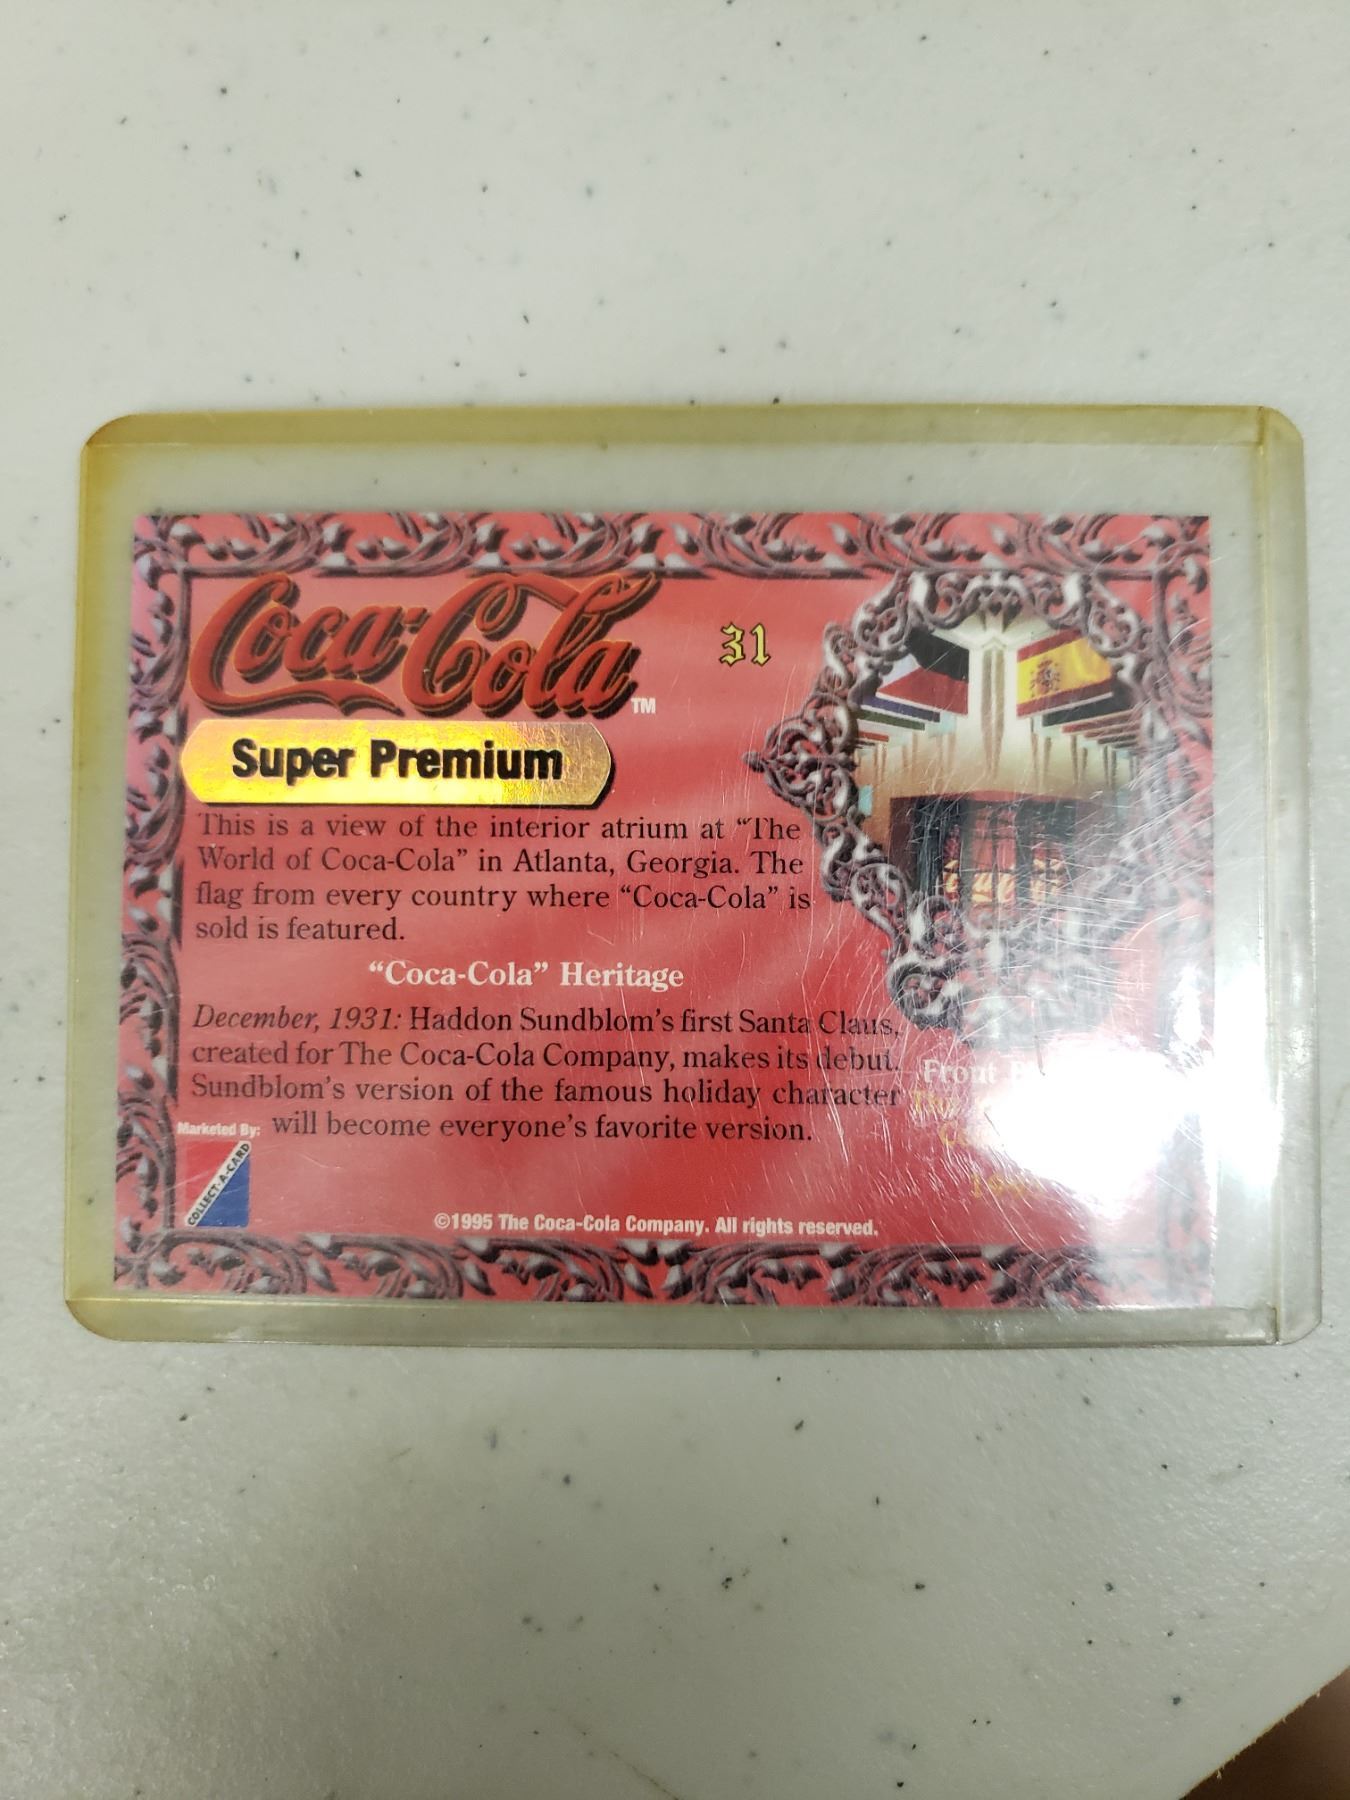 Coca-Cola TM
31
Super Premium
This is a view of the interior atrium at “The
World of Coca-Cola” in Atlanta, Georgia. The
flag from every country where “Coca-Cola” is
sold is featured.
“Coca-Cola” Heritage
December, 1931: Haddon Sundblom’s first Santa Claus,
created for The Coca-Cola Company, makes its debut.
Sundblom’s version of the famous holiday character
will become everyone’s favorite version.
Front
Marketed By:
COLLECT-A-CARD
©1995 The Coca-Cola Company. All rights reserved.